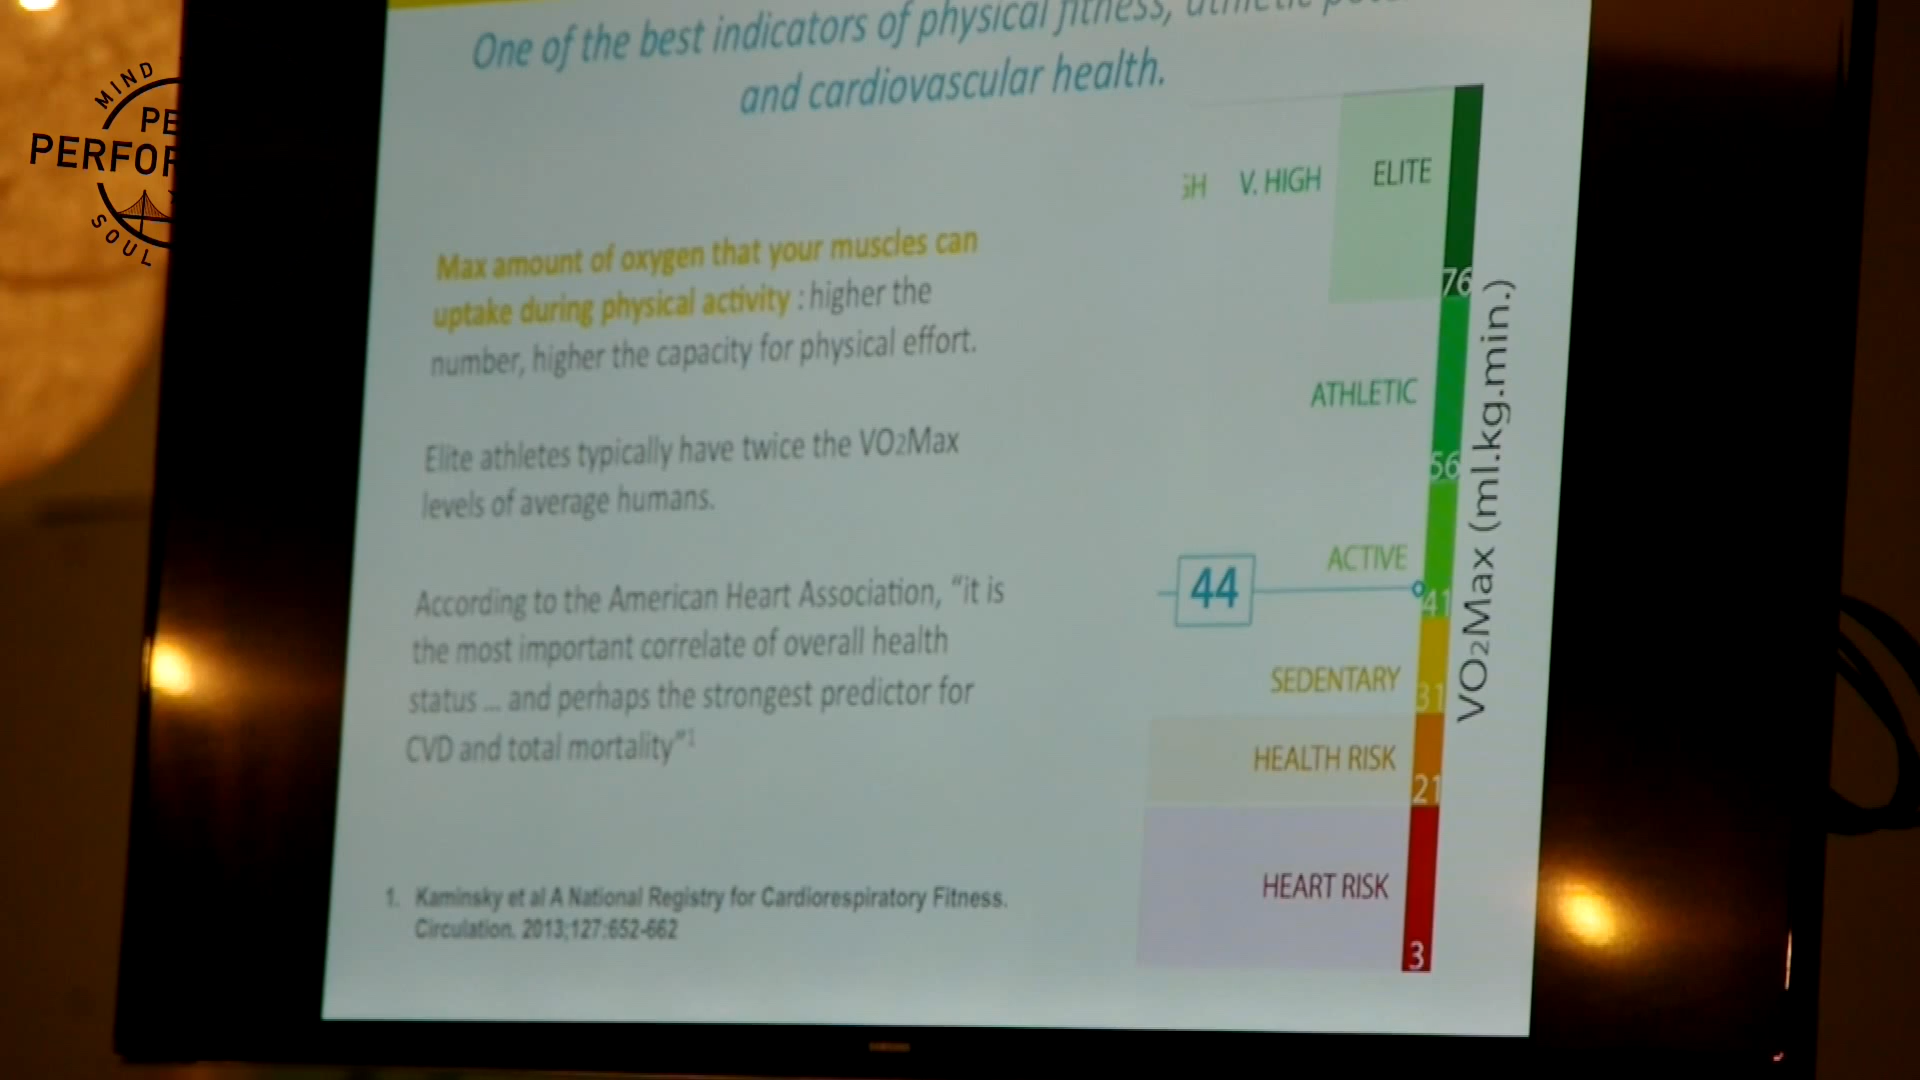 One of the best indicators of physical fitness, athletic
and cardiovascular health.
MIND
PERFOR
SOUL
V. HIGH
ELITE
Max amount of oxygen that your muscles can
uptake during physical activity : higher the
number, higher the capacity for physical effort.
76
ATHLETIC
Elite athletes typically have twice the VO2Max
levels of average humans.
56
VO2Max (ml.kg.min.)
ACTIVE
44
41
According to the American Heart Association, “it is
the most important correlate of overall health
status ... and perhaps the strongest predictor for
CVD and total mortality”1
SEDENTARY
31
HEALTH RISK
21
HEART RISK
3
1. Kaminsky et al A National Registry for Cardiorespiratory Fitness.
Circulation. 2013;127:652-662
SAMSUNG